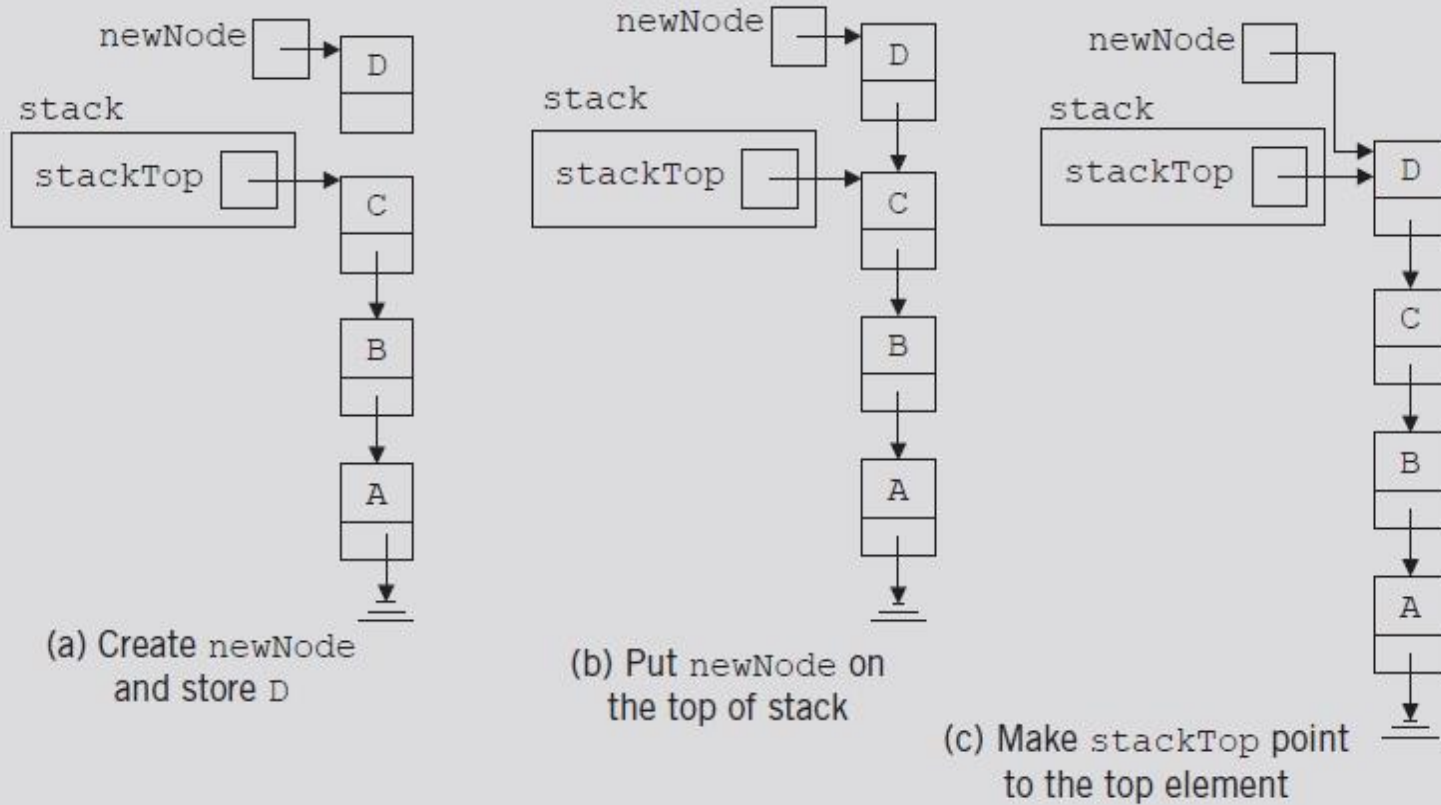 newNode
D
stack
stackTop
C
B
A
(a) Create newNode
and store D
newNode
D
stack
stackTop
C
B
A
(b) Put newNode on
the top of stack
newNode
stack
stackTop
D
C
B
A
(c) Make stackTop point
to the top element